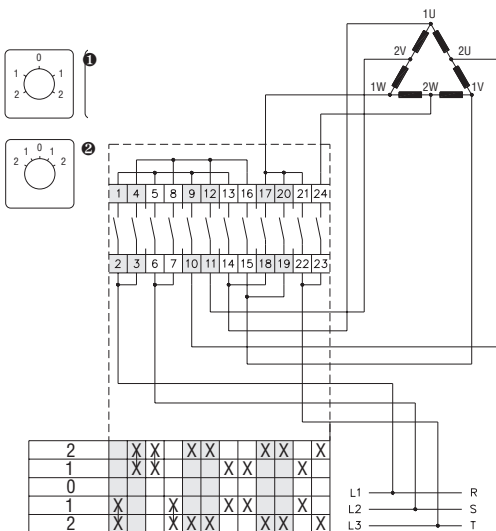 1U
0
1 1
2 2
❶
2V 2U
1W 2W 1V
1 0 1
2 2
❷
1 4 5 8 9 12 13 16 17 20 21 24
2 3 6 7 10 11 14 15 18 19 22 23
2 X X X X X X X
1 X X X X X
0
1 X X X X X
2 X X X X X X X
L1 R
L2 S
L3 T